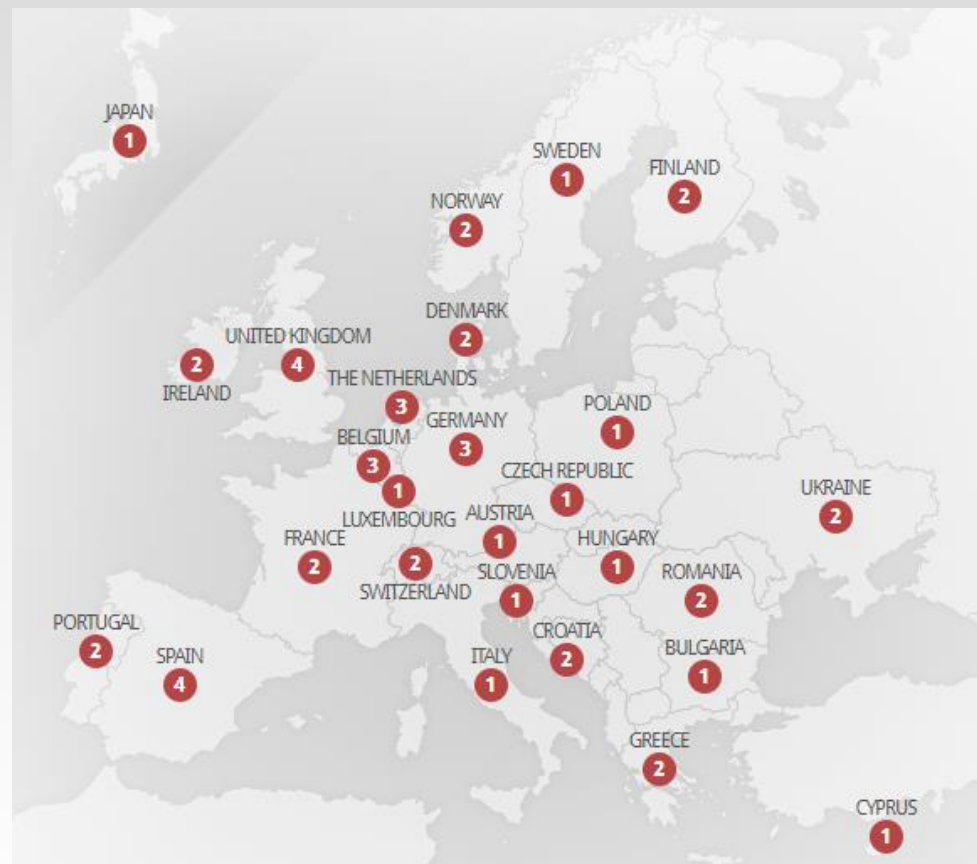 JAPAN
1
SWEDEN
1
FINLAND
2
NORWAY
2
DENMARK
2
UNITED KINGDOM
4
2
IRELAND
THE NETHERLANDS
3
GERMANY
3
BELGIUM
3
POLAND
1
CZECH REPUBLIC
1
1
LUXEMBOURG
UKRAINE
2
AUSTRIA
1
FRANCE
2
2
SWITZERLAND
HUNGARY
1
SLOVENIA
1
ROMANIA
2
PORTUGAL
2
SPAIN
4
CROATIA
2
ITALY
1
BULGARIA
1
GREECE
2
CYPRUS
1